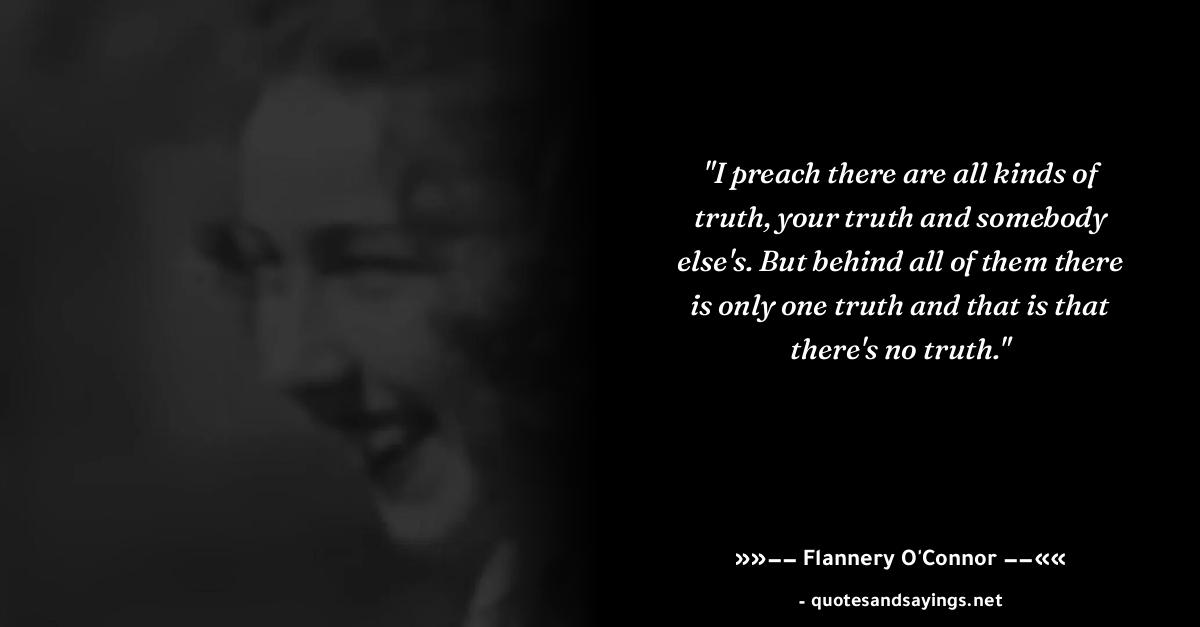 "I preach there are all kinds of
truth, your truth and somebody
else's. But behind all of them there
is only one truth and that is that
there's no truth."
»»−− Flannery O'Connor −−««
- quotesandsayings.net